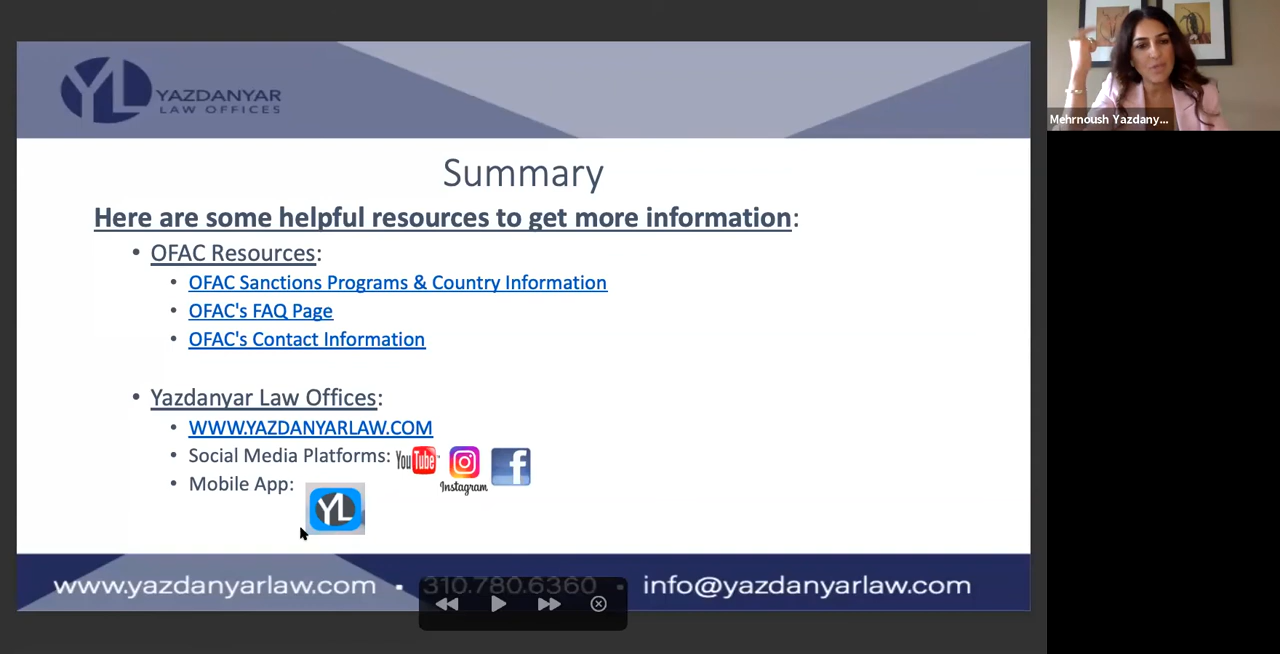 YL YAZDANYAR
LAW OFFICES
Mehrnoush Yazdany...
Summary
Here are some helpful resources to get more information:
• OFAC Resources:
• OFAC Sanctions Programs & Country Information
• OFAC's FAQ Page
• OFAC's Contact Information
• Yazdanyar Law Offices:
• WWW.YAZDANYARLAW.COM
• Social Media Platforms: YouTube Instagram f
• Mobile App: YL
www.yazdanyarlaw.com • 310.780.6360 • info@yazdanyarlaw.com